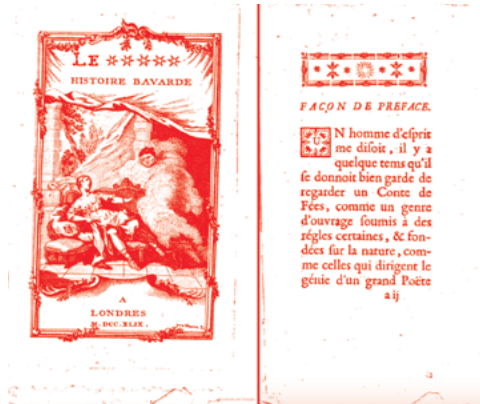 LE ✶✶✶✶✶
HISTOIRE BAVARDE
A
LONDRES
M. DCC. XLIX.
FAÇON DE PREFACE.
UN homme d'esprit
me disoit, il y a
quelque tems qu'il
se donnoit bien garde de
regarder un Conte de
Fées, comme un genre
d'ouvrage soumis à des
régles certaines, & fon-
dées sur la nature, com-
me celles qui dirigent le
génie d'un grand Poëte
a ij